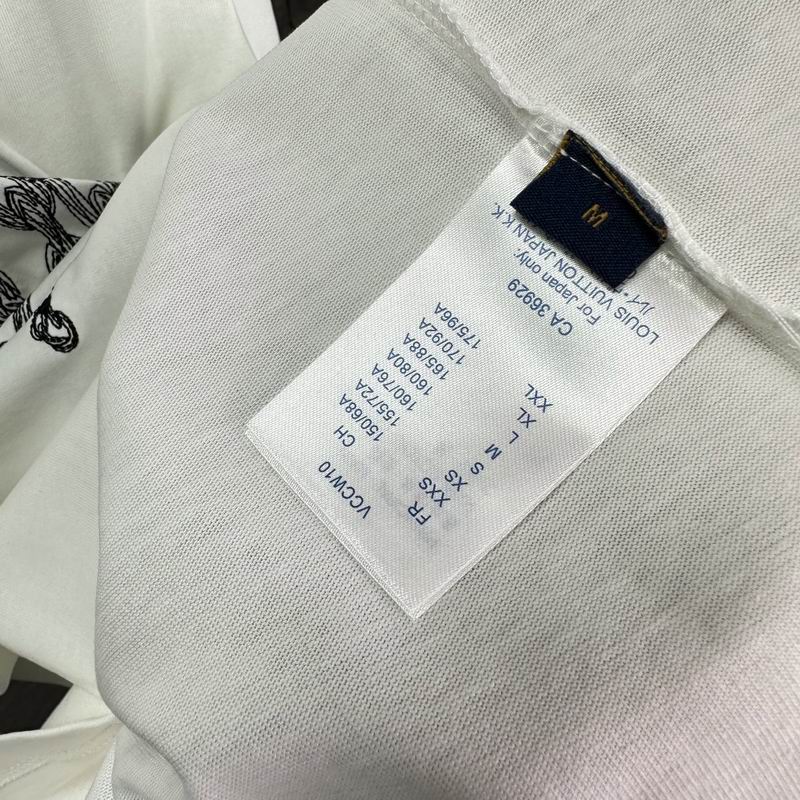 VCCW10
FR CH
XXS 150/68A
XS 155/72A
S 160/76A
M 160/80A
L 165/88A
XL 170/92A
XXL 175/96A
CA 36929
For Japan only:
LOUIS VUITTON JAPAN K.K.
M